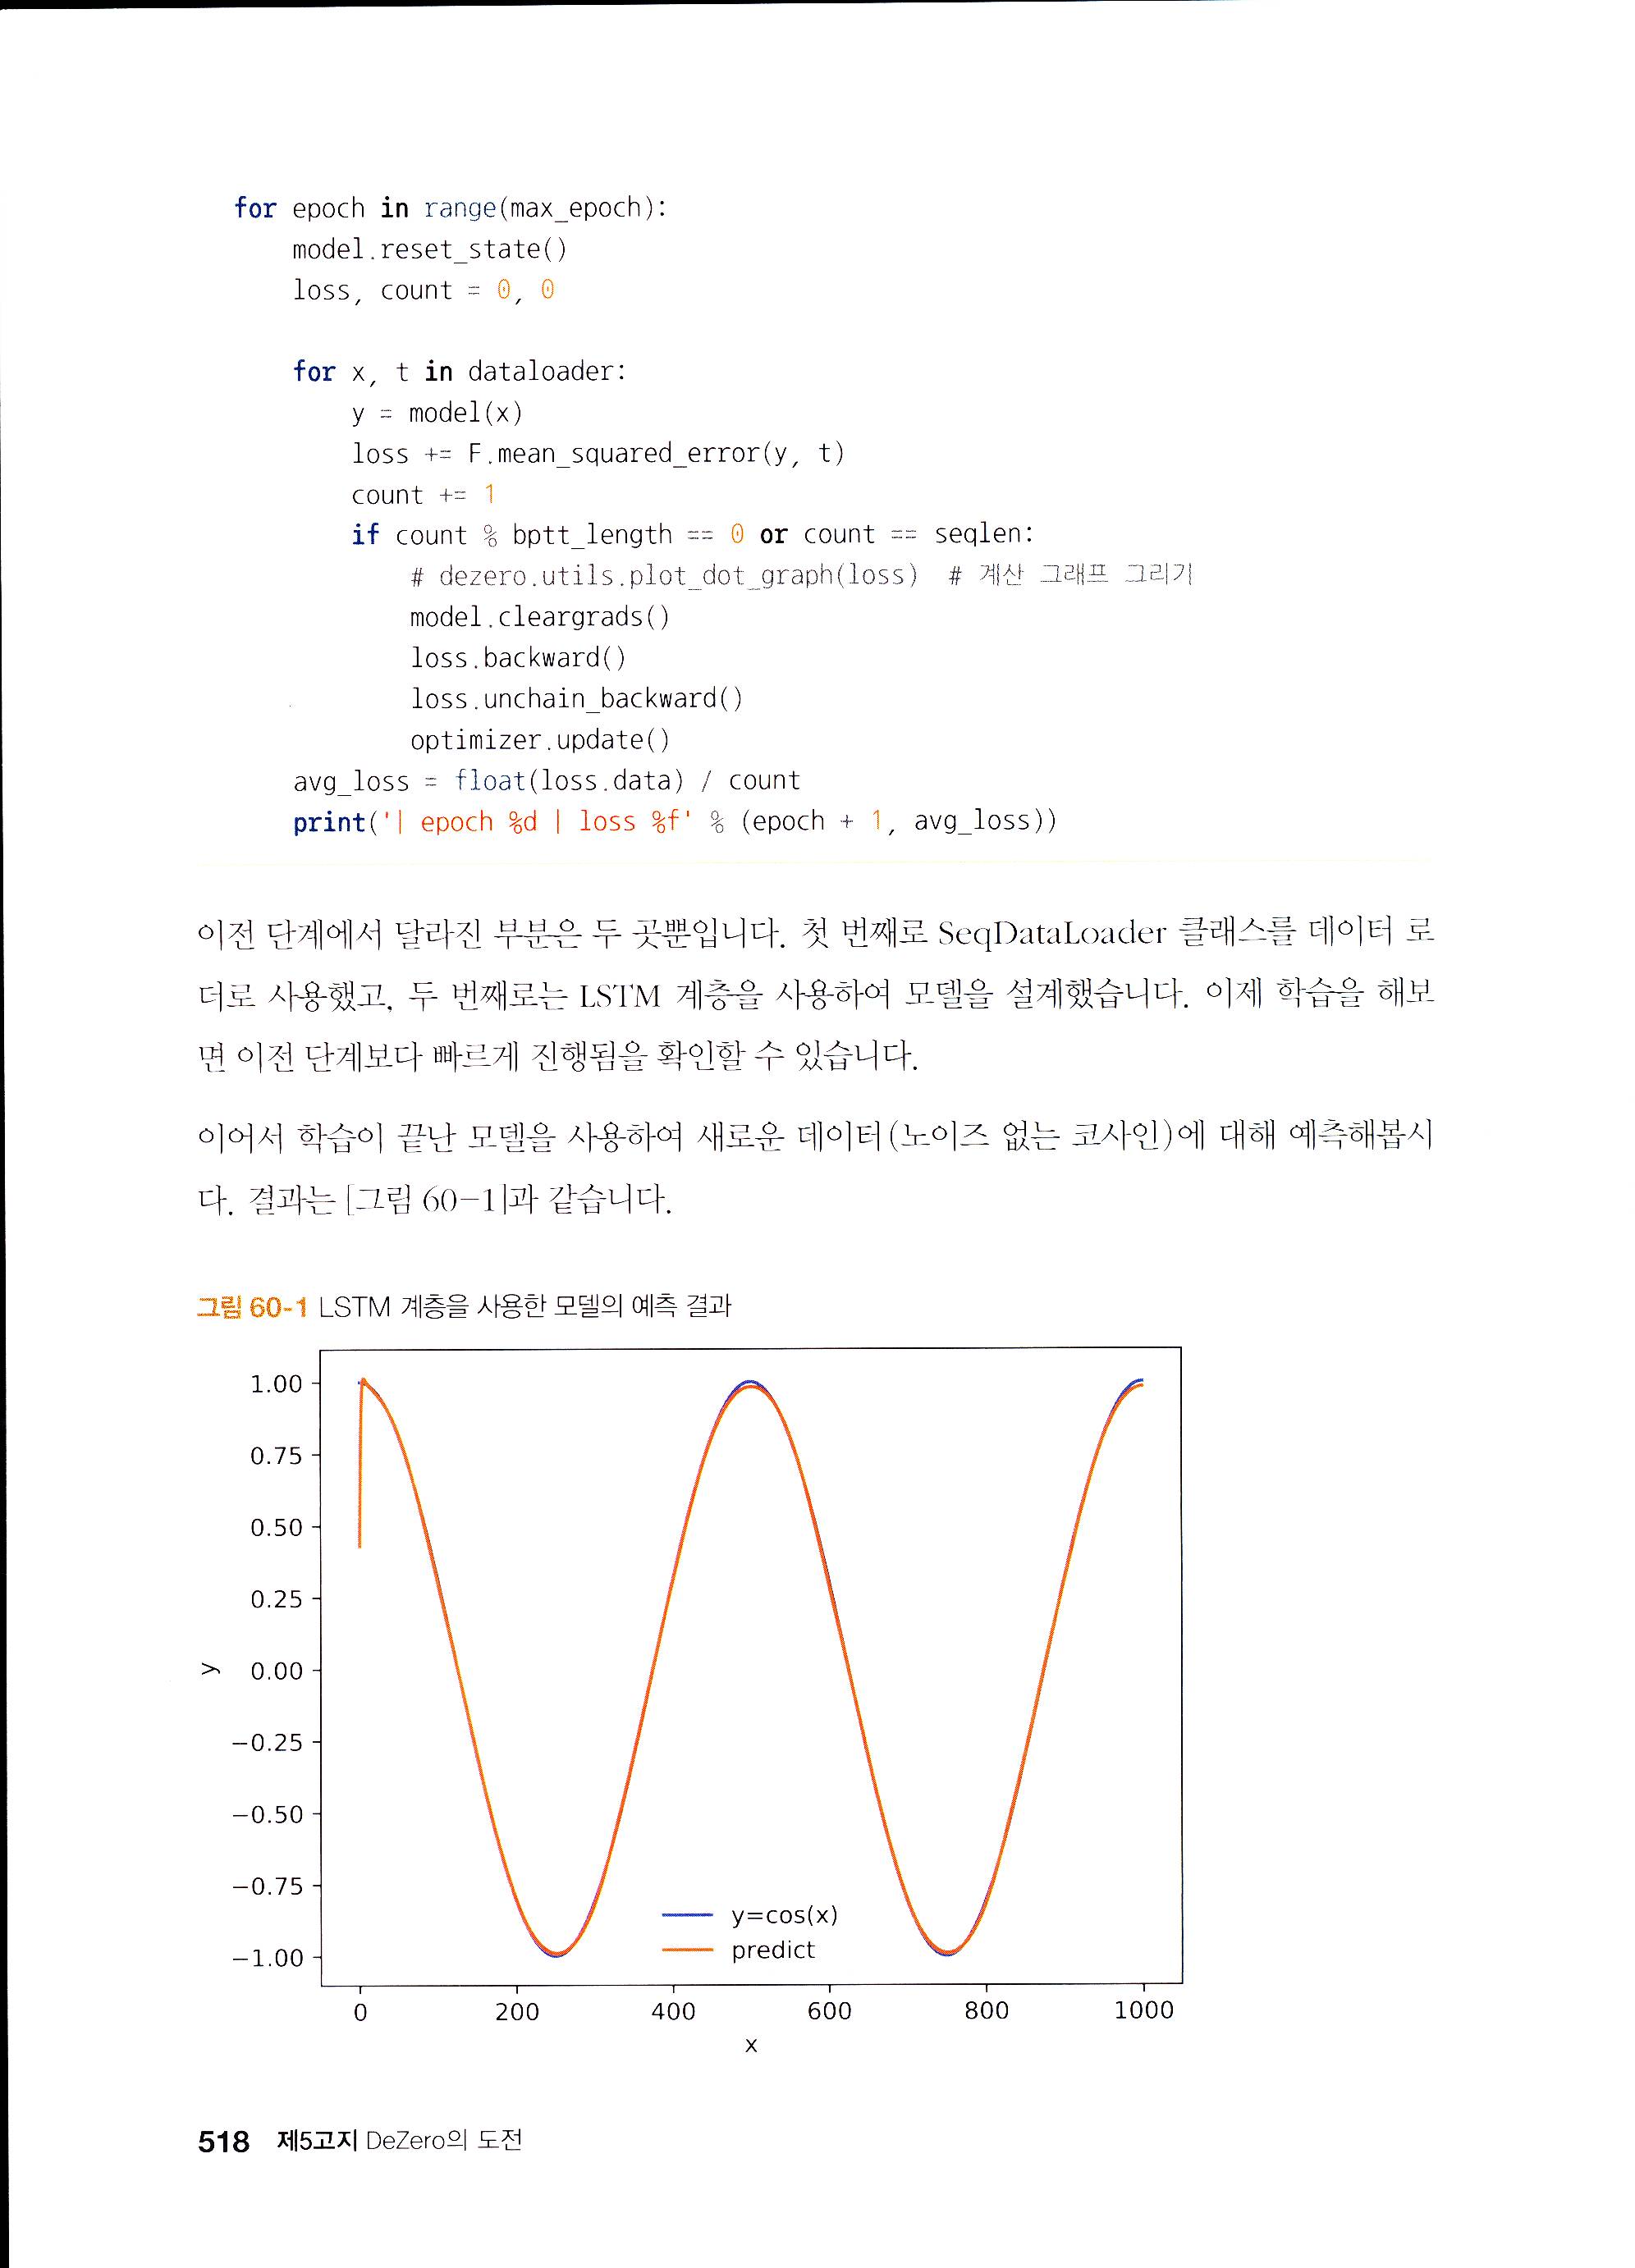 for epoch in range(max_epoch):
    model.reset_state()
    loss, count = 0, 0

    for x, t in dataloader:
        y = model(x)
        loss += F.mean_squared_error(y, t)
        count += 1
        if count % bptt_length == 0 or count == seqlen:
            # dezero.utils.plot_dot_graph(loss)  # 계산 그래프 그리기
            model.cleargrads()
            loss.backward()
            loss.unchain_backward()
            optimizer.update()
    avg_loss = float(loss.data) / count
    print('| epoch %d | loss %f' % (epoch + 1, avg_loss))
이전 단계에서 달라진 부분은 두 곳뿐입니다. 첫 번째로 SeqDataLoader 클래스를 데이터 로
더로 사용했고, 두 번째로는 LSTM 계층을 사용하여 모델을 설계했습니다. 이제 학습을 해보
면 이전 단계보다 빠르게 진행됨을 확인할 수 있습니다.
이어서 학습이 끝난 모델을 사용하여 새로운 데이터(노이즈 없는 코사인)에 대해 예측해봅시
다. 결과는 [그림 60-1]과 같습니다.
그림 60-1 LSTM 계층을 사용한 모델의 예측 결과
1.00
0.75
0.50
0.25
y 0.00
−0.25
−0.50
−0.75
−1.00
y=cos(x)
predict
0 200 400 600 800 1000
x
518 제5고지 DeZero의 도전